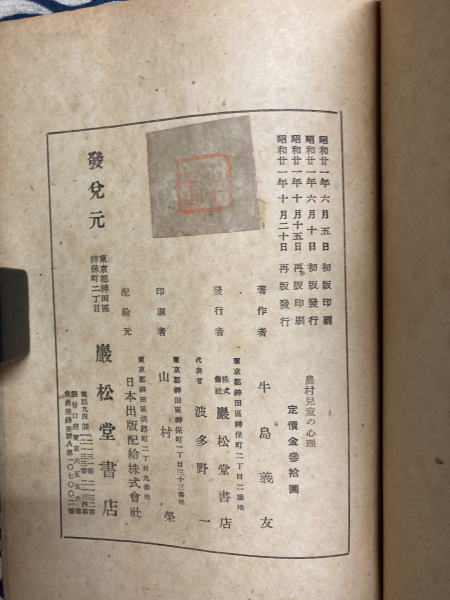 昭和廿一年六月五日 初版印刷
昭和廿一年六月十日 初版發行
昭和廿一年十月十五日 再版印刷
昭和廿一年十月二十日 再版發行
農村兒童の心理
定價金參拾圓
著作者 牛島義友
東京都神田區神保町二丁目二番地
發行者 株式會社 巖松堂書店
代表者 波多野一
東京都神田區神保町一丁目三十三番地
印刷者 山村榮
東京都神田區淡路町二丁目九番地
配給元 日本出版配給株式會社
發兌元
東京都神田區
神保町二丁目
巖松堂書店